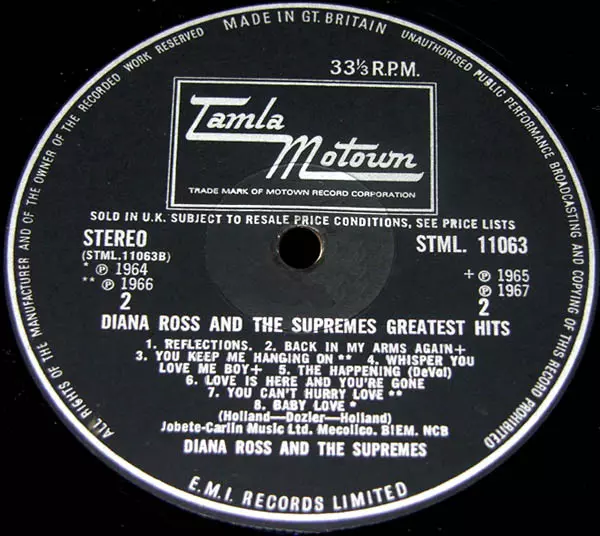 MADE IN GT. BRITAIN
UNAUTHORISED PUBLIC PERFORMANCE BROADCASTING AND COPYING OF THIS RECORD PROHIBITED
ALL RIGHTS OF THE MANUFACTURER AND OF THE OWNER OF THE RECORDED WORK RESERVED
33⅓ R.P.M.
Tamla
Motown
TRADE MARK OF MOTOWN RECORD CORPORATION
SOLD IN U.K. SUBJECT TO RESALE PRICE CONDITIONS, SEE PRICE LISTS
STEREO
(STML.11063B)
* ℗ 1964
** ℗ 1966
2
STML. 11063
+ ℗ 1965
℗ 1967
2
DIANA ROSS AND THE SUPREMES GREATEST HITS
1. REFLECTIONS. 2. BACK IN MY ARMS AGAIN+
3. YOU KEEP ME HANGING ON ** 4. WHISPER YOU
LOVE ME BOY+ 5. THE HAPPENING (DeVol)
6. LOVE IS HERE AND YOU'RE GONE
7. YOU CAN'T HURRY LOVE**
8. BABY LOVE *
(Holland—Dozier—Holland)
Jobete-Carlin Music Ltd. Mecolico. BIEM. NCB
DIANA ROSS AND THE SUPREMES
E.M.I. RECORDS LIMITED